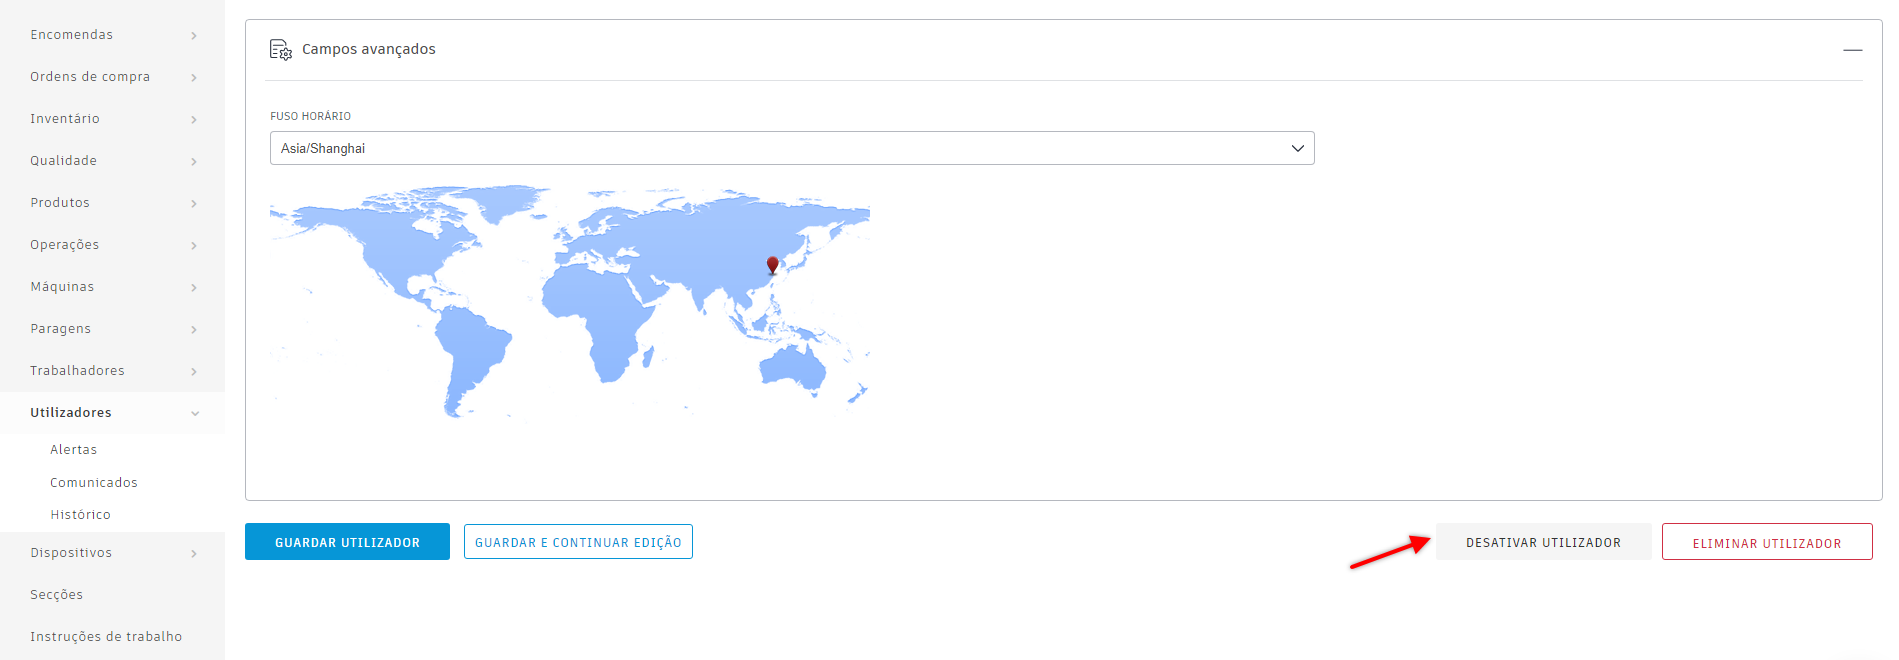 Encomendas
Ordens de compra
Inventário
Qualidade
Produtos
Operações
Máquinas
Paragens
Trabalhadores
Utilizadores
Alertas
Comunicados
Histórico
Dispositivos
Secções
Instruções de trabalho
Campos avançados
FUSO HORÁRIO
Asia/Shanghai
GUARDAR UTILIZADOR
GUARDAR E CONTINUAR EDIÇÃO
DESATIVAR UTILIZADOR
ELIMINAR UTILIZADOR